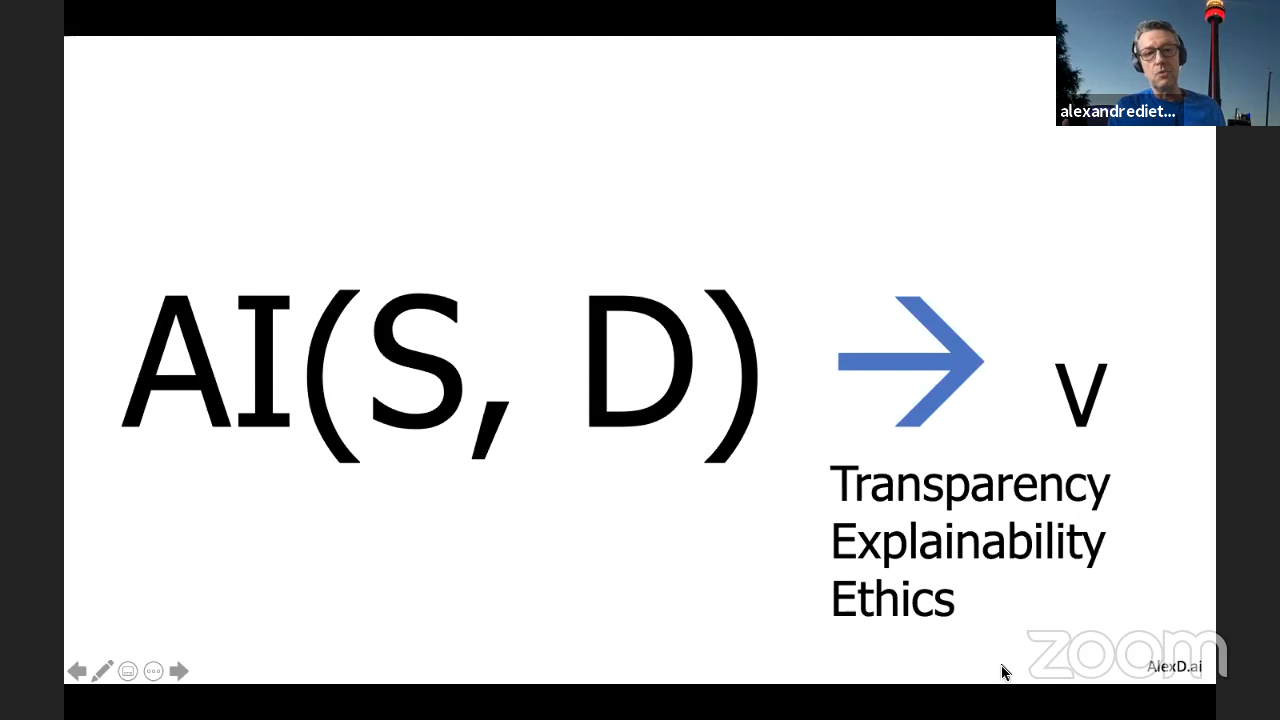 alexandrediet...
AI(S, D) → V
Transparency
Explainability
Ethics
zoom
AlexD.ai